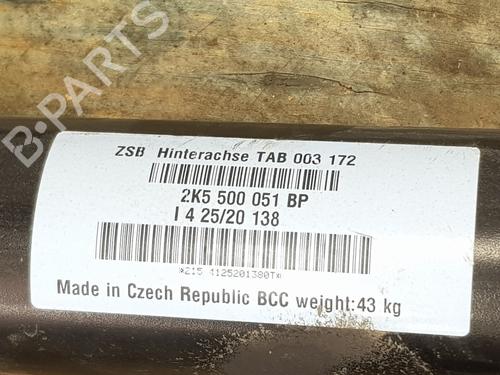 B-PARTS
ZSB Hinterachse TAB 003 172
2K5 500 051 BP
I 4 25/20 138
*215 4125201380T*
Made in Czech Republic BCC weight:43 kg